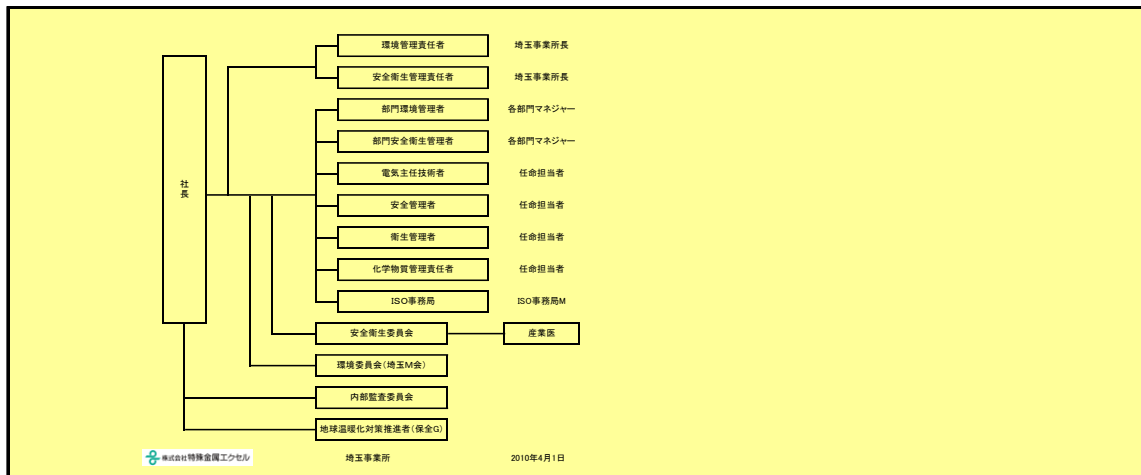 環境管理責任者 埼玉事業所長
安全衛生管理責任者 埼玉事業所長
部門環境管理者 各部門マネジャー
部門安全衛生管理者 各部門マネジャー
社長
電気主任技術者 任命担当者
安全管理者 任命担当者
衛生管理者 任命担当者
化学物質管理責任者 任命担当者
ISO事務局 ISO事務局M
安全衛生委員会 産業医
環境委員会(埼玉M会)
内部監査委員会
地球温暖化対策推進者(保全G)
株式会社特殊金属エクセル 埼玉事業所 2010年4月1日